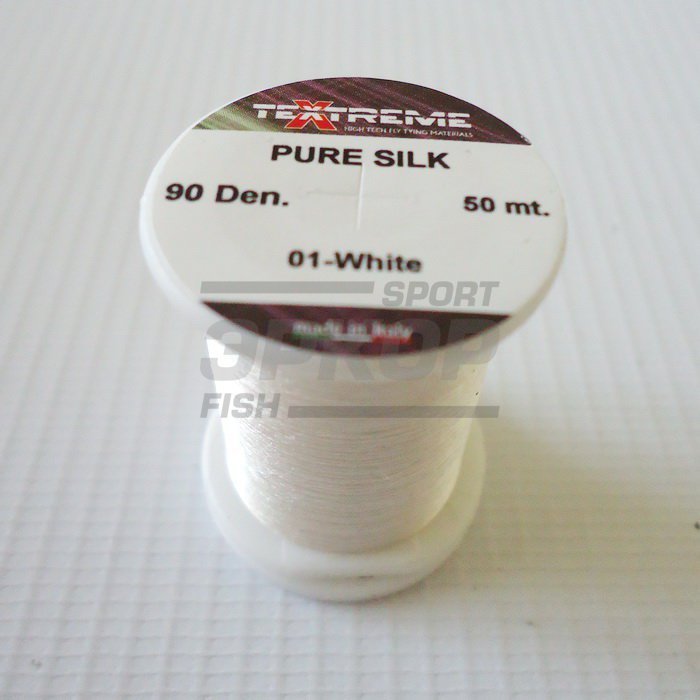 TEXTREME
HIGH TECH FLY TYING MATERIALS
PURE SILK
90 Den. 50 mt.
01-White
made in Italy
SPORT
ЭРКОР
FISH